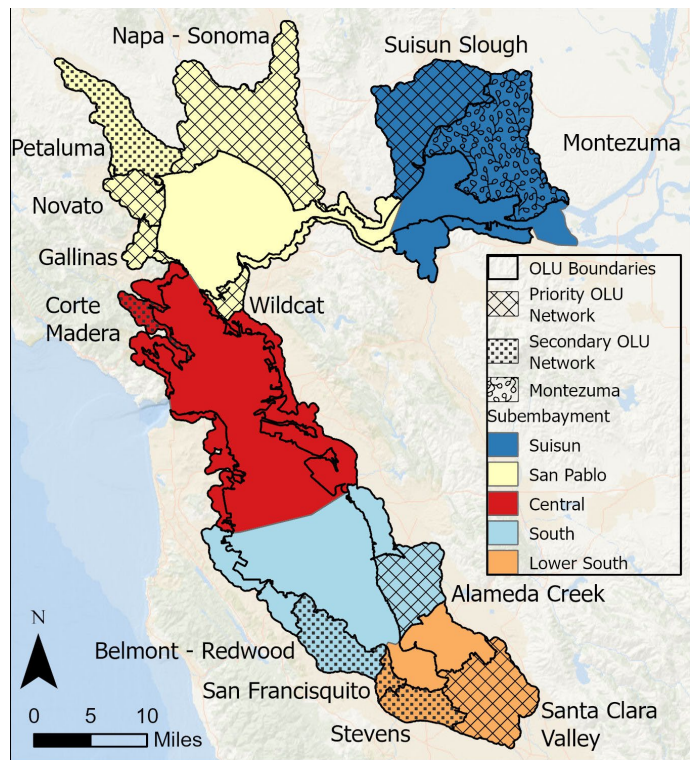 Napa - Sonoma
Suisun Slough
Petaluma
Montezuma
Novato
Gallinas
Corte
Madera
Wildcat
OLU Boundaries
Priority OLU
Network
Secondary OLU
Network
Montezuma
Subembayment
Suisun
San Pablo
Central
South
Lower South
Alameda Creek
Belmont - Redwood
San Francisquito
Stevens
Santa Clara
Valley
N
0 5 10
Miles